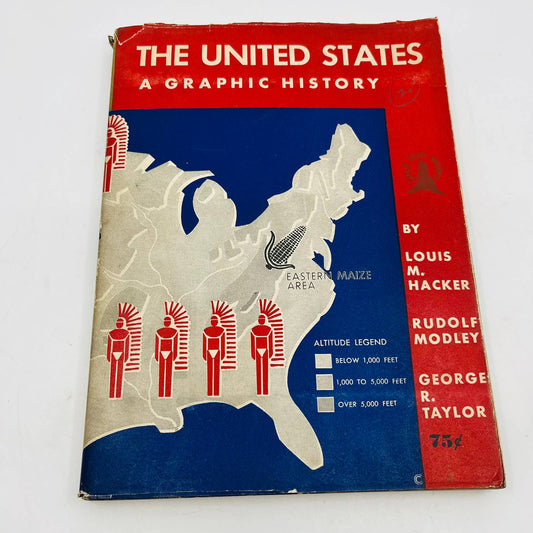 THE UNITED STATES
A GRAPHIC HISTORY
EASTERN MAIZE
AREA
ALTITUDE LEGEND
BELOW 1,000 FEET
1,000 TO 5,000 FEET
OVER 5,000 FEET
BY
LOUIS
M.
HACKER
RUDOLF
MODLEY
GEORGE
R.
TAYLOR
75¢
©